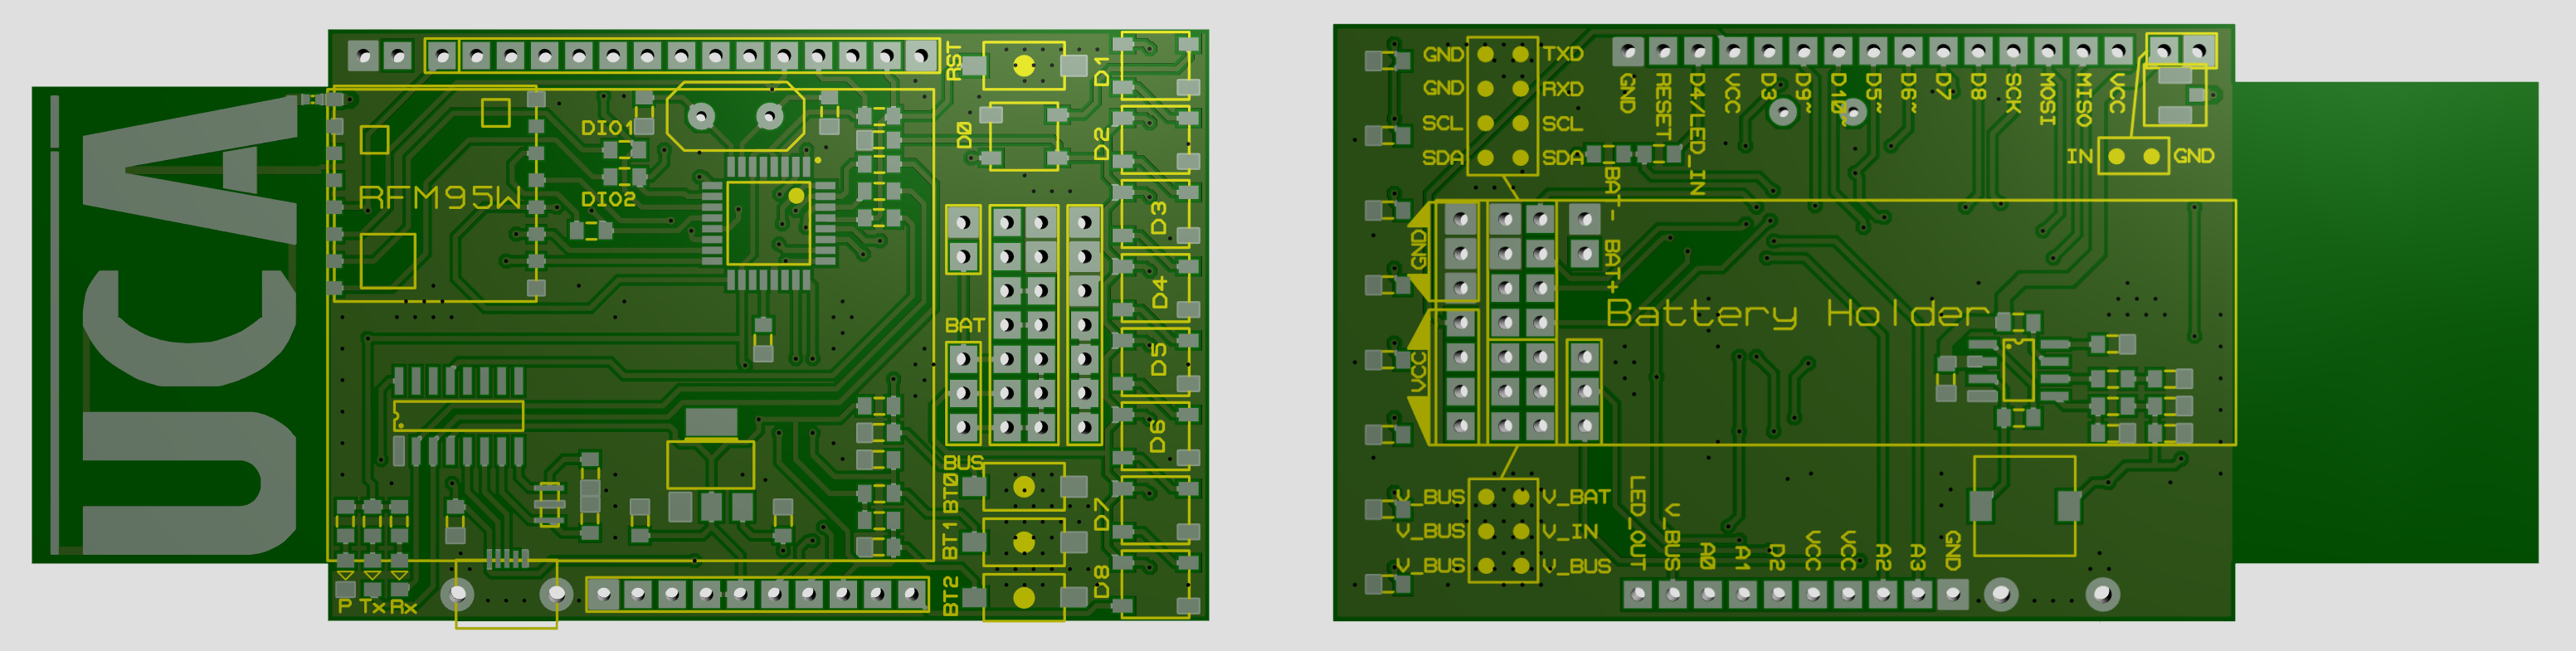 UCA
RST
D1
DIO1
D0
D2
RFM95W
DIO2
D3
D4
BAT
D5
D6
BUS
BT0
D7
BT1
D8
BT2
P Tx Rx
GND TXD
GND RXD
SCL SCL
SDA SDA
GND
RESET
D4/LED_IN
VCC
D3
D9~
D10~
D5~
D6~
D7
D8
SCK
MOSI
MISO
VCC
IN GND
BAT-
BAT+
GND
VCC
Battery Holder
V_BUS V_BAT
V_BUS V_IN
V_BUS V_BUS
LED_OUT
V_BUS
A0
A1
D2
VCC
VCC
A2
A3
GND